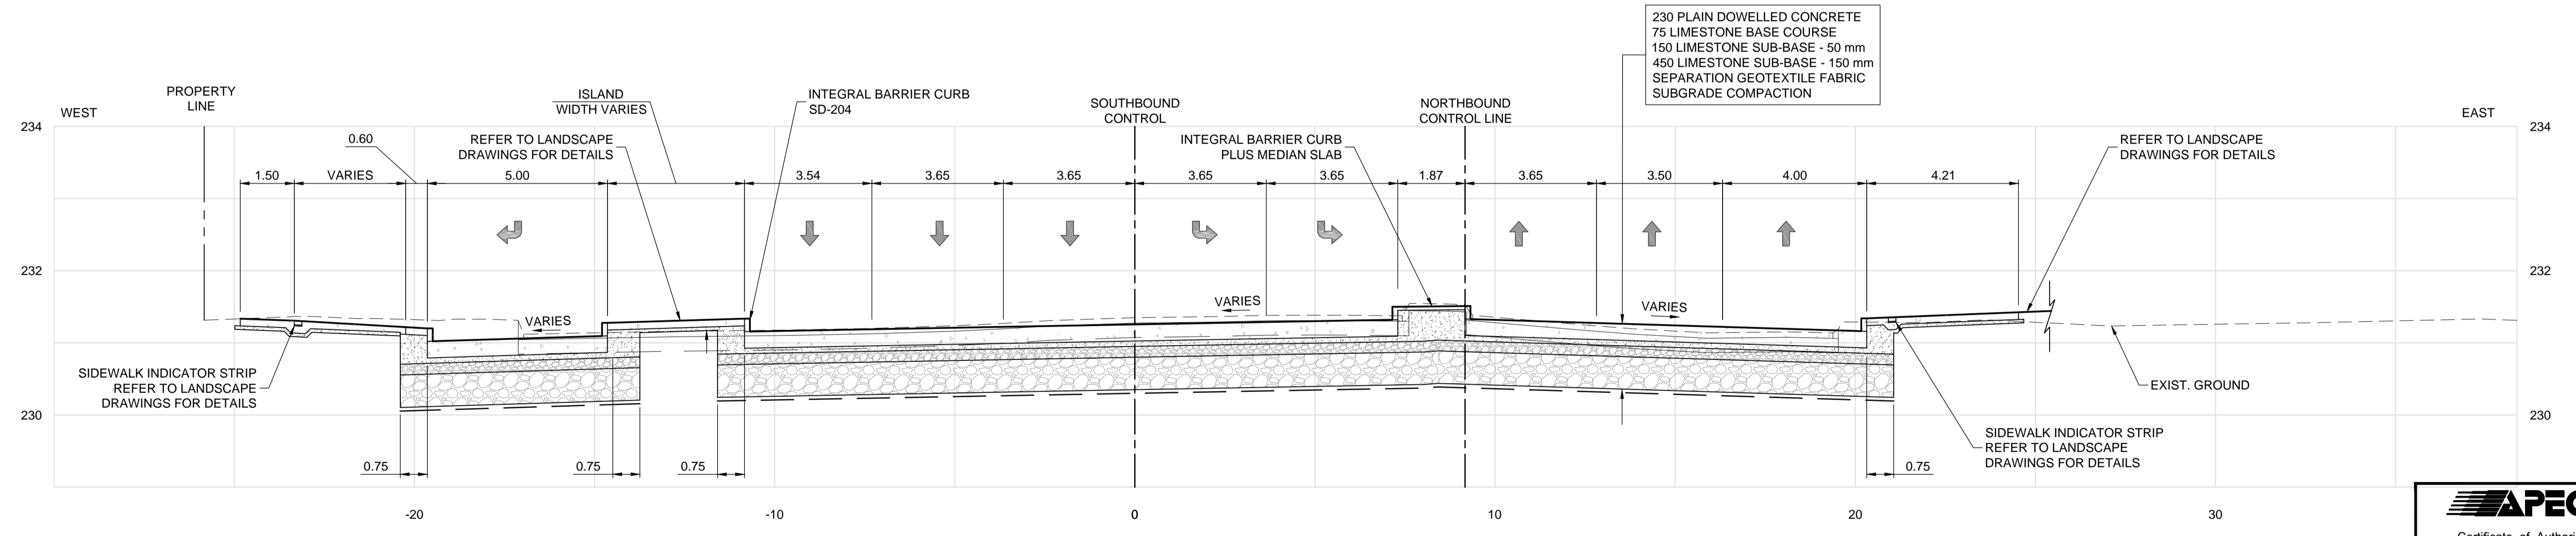 230 PLAIN DOWELLED CONCRETE
75 LIMESTONE BASE COURSE
150 LIMESTONE SUB-BASE - 50 mm
450 LIMESTONE SUB-BASE - 150 mm
SEPARATION GEOTEXTILE FABRIC
SUBGRADE COMPACTION
PROPERTY
LINE
ISLAND
WIDTH VARIES
INTEGRAL BARRIER CURB
SD-204
SOUTHBOUND
CONTROL
NORTHBOUND
CONTROL LINE
WEST
EAST
234
234
0.60
REFER TO LANDSCAPE
DRAWINGS FOR DETAILS
INTEGRAL BARRIER CURB
PLUS MEDIAN SLAB
REFER TO LANDSCAPE
DRAWINGS FOR DETAILS
1.50
VARIES
5.00
3.54
3.65
3.65
3.65
3.65
1.87
3.65
3.50
4.00
4.21
232
232
VARIES
VARIES
VARIES
SIDEWALK INDICATOR STRIP
REFER TO LANDSCAPE
DRAWINGS FOR DETAILS
EXIST. GROUND
230
230
SIDEWALK INDICATOR STRIP
REFER TO LANDSCAPE
DRAWINGS FOR DETAILS
0.75
0.75
0.75
0.75
-20
-10
0
10
20
30